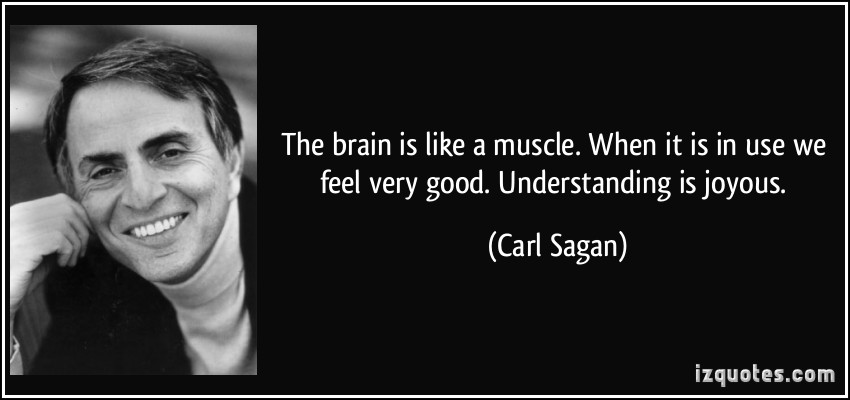 The brain is like a muscle. When it is in use we
feel very good. Understanding is joyous.
(Carl Sagan)
izquotes.com